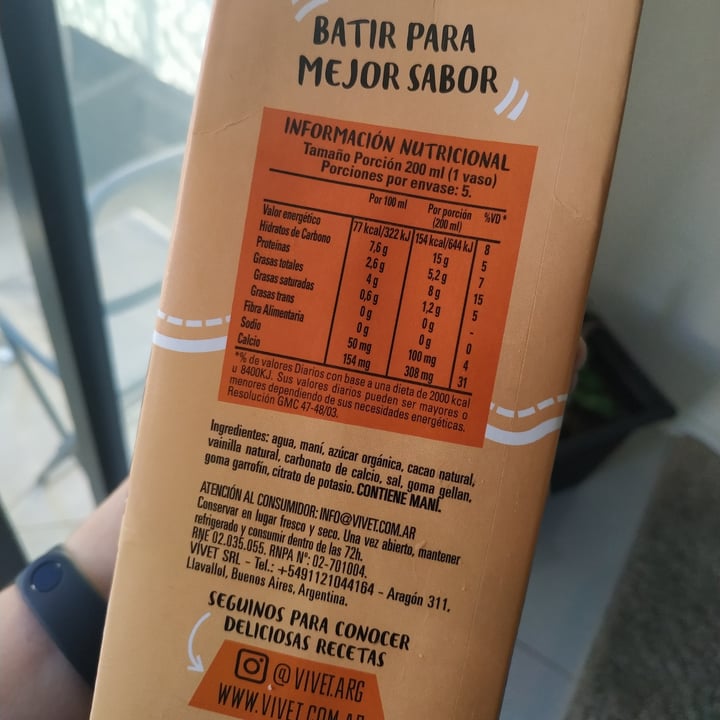 BATIR PARA
MEJOR SABOR
INFORMACIÓN NUTRICIONAL
Tamaño Porción 200 ml (1 vaso)
Porciones por envase: 5.
Por 100 ml Por porción (200 ml) %VD*
Valor energético 77 kcal/322 kJ 154 kcal/644 kJ 8
Hidratos de Carbono 7,6 g 15 g 5
Proteínas 2,6 g 5,2 g 7
Grasas totales 4 g 8 g 15
Grasas saturadas 0,6 g 1,2 g 5
Grasas trans 0 g 0 g -
Fibra Alimentaria 0 g 0 g 0
Sodio 50 mg 100 mg 4
Calcio 154 mg 308 mg 31
*% de valores Diarios con base a una dieta de 2000 kcal
u 8400KJ. Sus valores diarios pueden ser mayores o
menores dependiendo de sus necesidades energéticas.
Resolución GMC 47-48/03.
Ingredientes: agua, maní, azúcar orgánica, cacao natural,
vainilla natural, carbonato de calcio, sal, goma gellan,
goma garrofín, citrato de potasio. CONTIENE MANÍ.
ATENCIÓN AL CONSUMIDOR: INFO@VIVET.COM.AR
Conservar en lugar fresco y seco. Una vez abierto, mantener
refrigerado y consumir dentro de las 72h.
RNE 02.035.055. RNPA N°: 02-701004.
VÍVET SRL - Tel.: +5491121044164 - Aragón 311,
Llavallol, Buenos Aires, Argentina.
SEGUINOS PARA CONOCER
DELICIOSAS RECETAS
@VIVET.ARG
WWW.VIVET.COM.AR